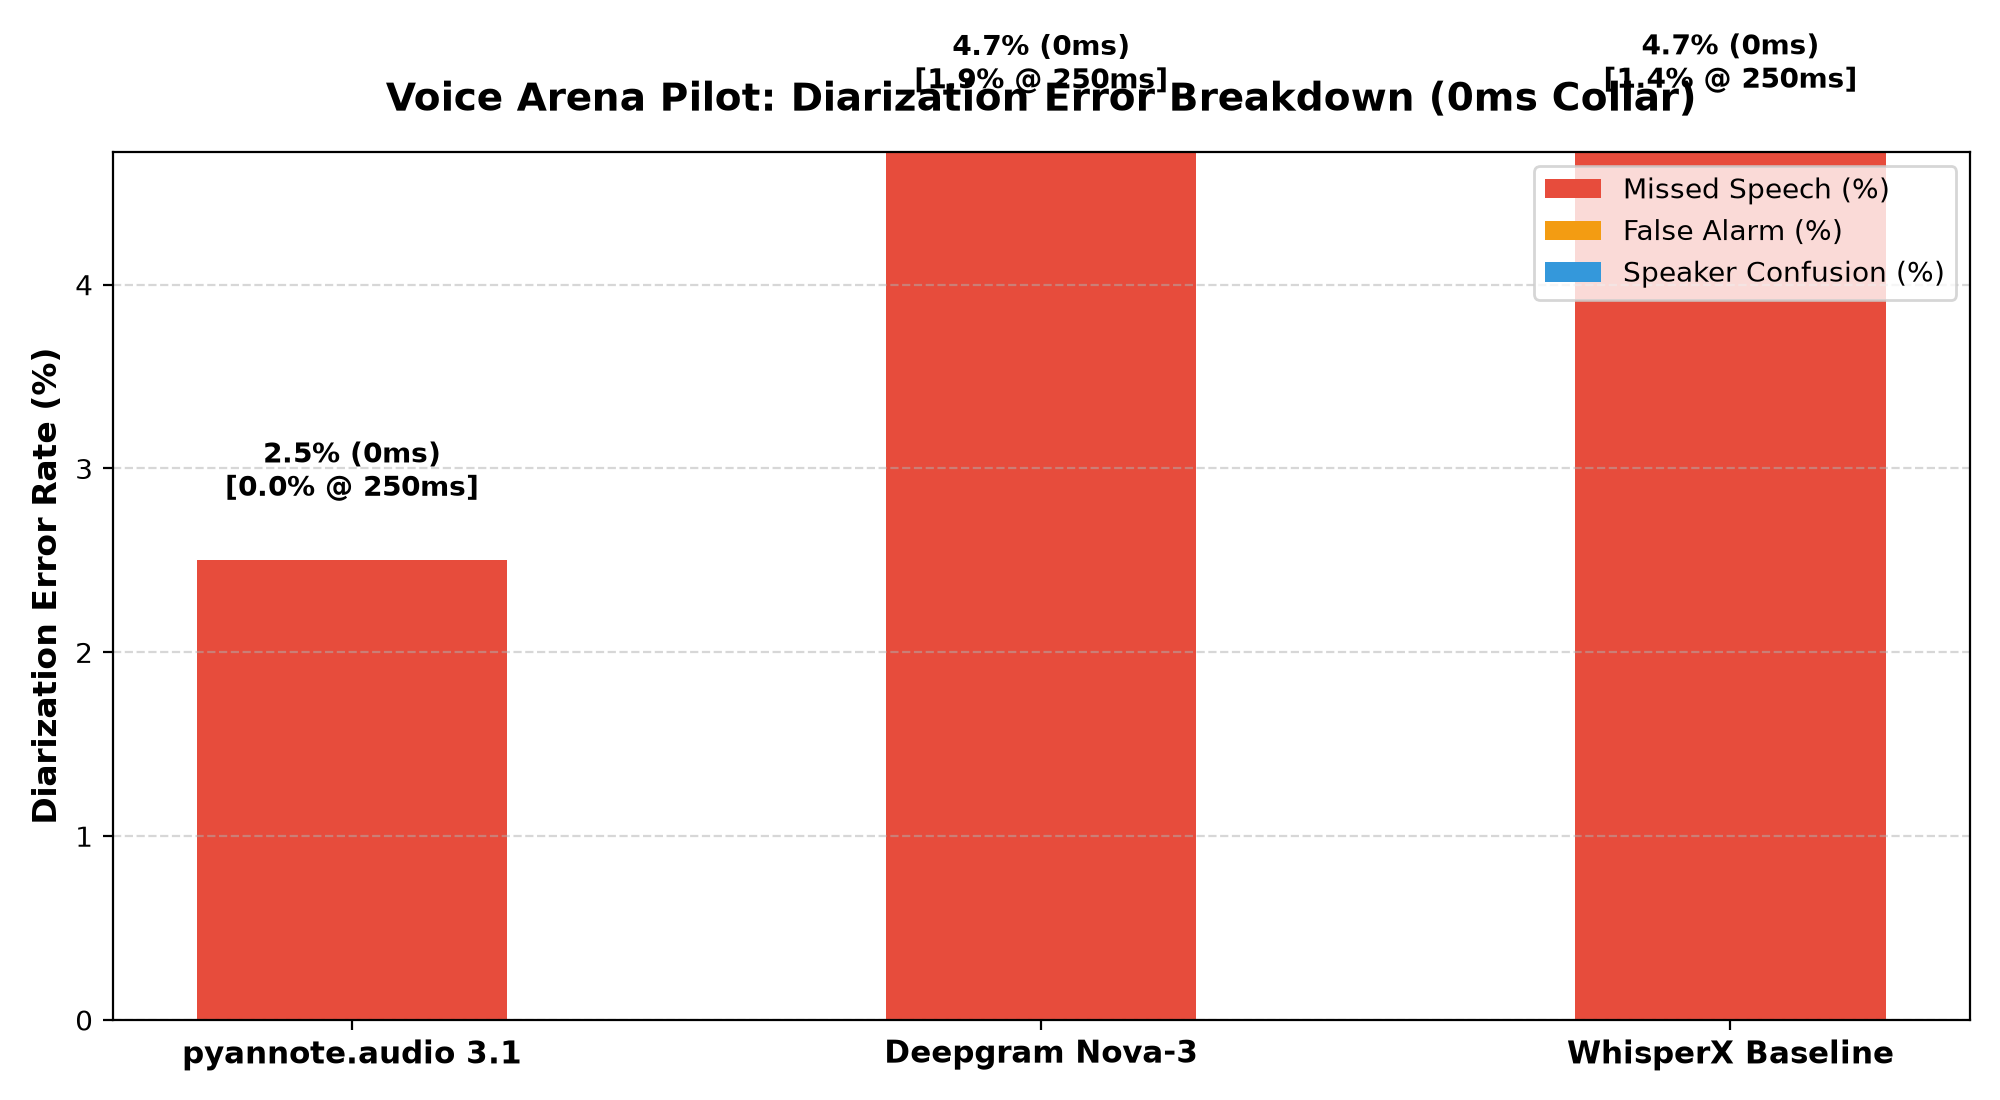 4.7% (0ms)
[1.9% @ 250ms]
4.7% (0ms)
[1.4% @ 250ms]
Voice Arena Pilot: Diarization Error Breakdown (0ms Collar)
Missed Speech (%)
False Alarm (%)
Speaker Confusion (%)
Diarization Error Rate (%)
4
3
2
1
0
2.5% (0ms)
[0.0% @ 250ms]
pyannote.audio 3.1
Deepgram Nova-3
WhisperX Baseline